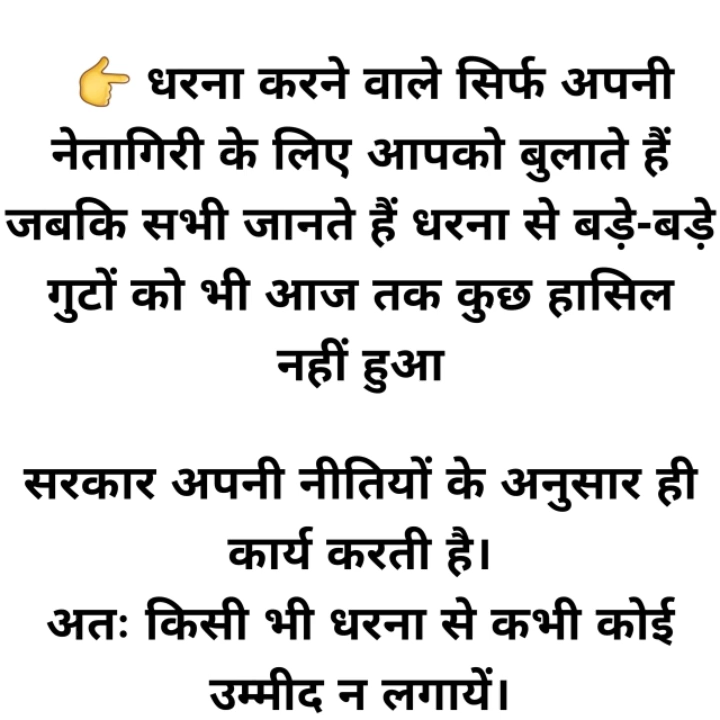 👉 धरना करने वाले सिर्फ अपनी
नेतागिरी के लिए आपको बुलाते हैं
जबकि सभी जानते हैं धरना से बड़े-बड़े
गुटों को भी आज तक कुछ हासिल
नहीं हुआ
सरकार अपनी नीतियों के अनुसार ही
कार्य करती है।
अतः किसी भी धरना से कभी कोई
उम्मीद न लगायें।